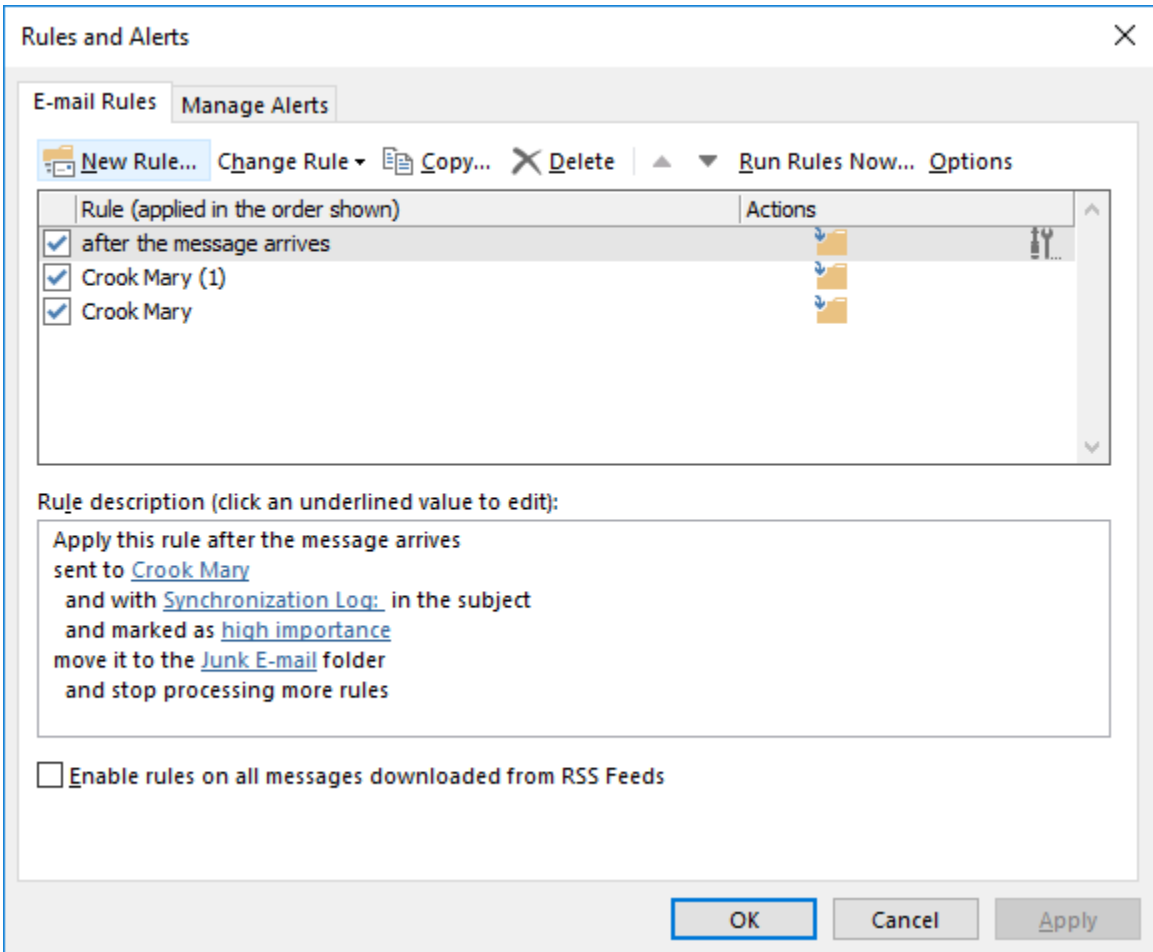 Rules and Alerts
E-mail Rules Manage Alerts
New Rule... Change Rule Copy... Delete Run Rules Now... Options
Rule (applied in the order shown) Actions
after the message arrives
Crook Mary (1)
Crook Mary
Rule description (click an underlined value to edit):
Apply this rule after the message arrives
sent to Crook Mary
and with Synchronization Log: in the subject
and marked as high importance
move it to the Junk E-mail folder
and stop processing more rules
Enable rules on all messages downloaded from RSS Feeds
OK Cancel Apply